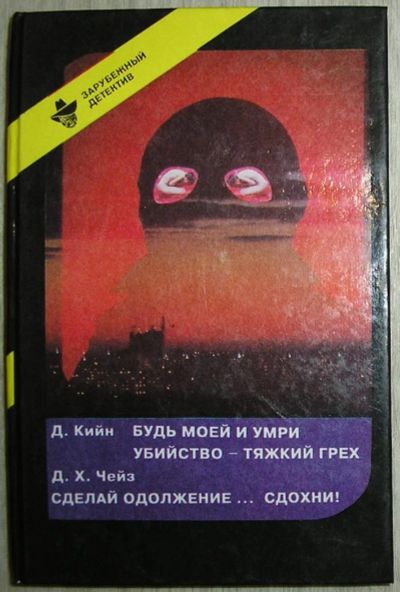 ЗАРУБЕЖНЫЙ
ДЕТЕКТИВ
Д. Кийн БУДЬ МОЕЙ И УМРИ
УБИЙСТВО – ТЯЖКИЙ ГРЕХ
Д. Х. Чейз
СДЕЛАЙ ОДОЛЖЕНИЕ ... СДОХНИ!